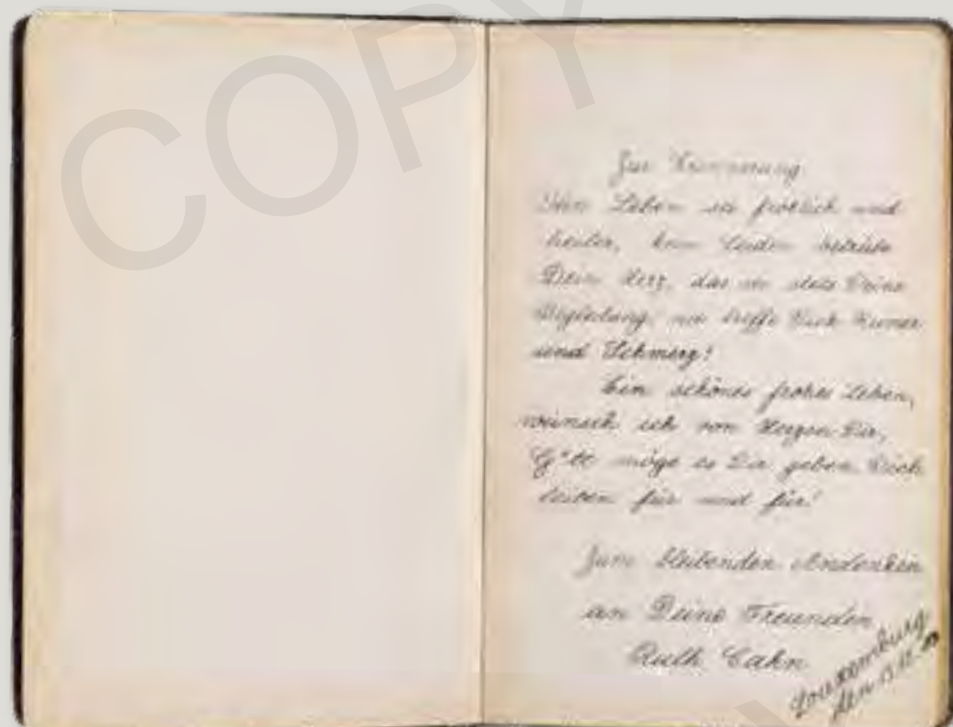 COPY
Zur Erinnerung
Dein Leben sei fröhlich und
heiter, kein Leiden betrübe
Dein Herz, das sei stets Deine
Begleitung, nie treffe Dich Kummer
und Schmerz!
Ein schönes frohes Leben,
wünsch ich von Herzen Dir,
G"tt möge es Dir geben Dich
leiten für und für!
Zum bleibenden Andenken
an Deine Freundin
Ruth Cahn
Luxemburg
den